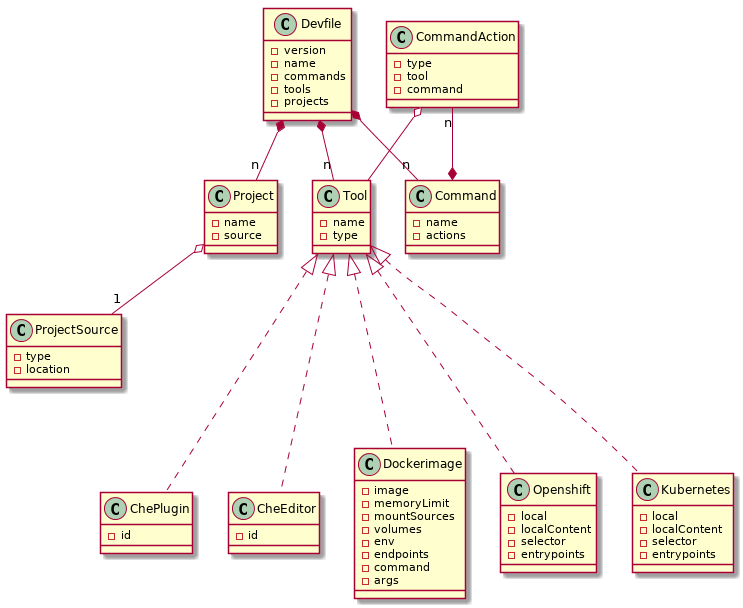 C Devfile
version
name
commands
tools
projects
C CommandAction
type
tool
command
n
n
n
n
C Project
name
source
C Tool
name
type
C Command
name
actions
1
C ProjectSource
type
location
C ChePlugin
id
C CheEditor
id
C Dockerimage
image
memoryLimit
mountSources
volumes
env
endpoints
command
args
C Openshift
local
localContent
selector
entrypoints
C Kubernetes
local
localContent
selector
entrypoints